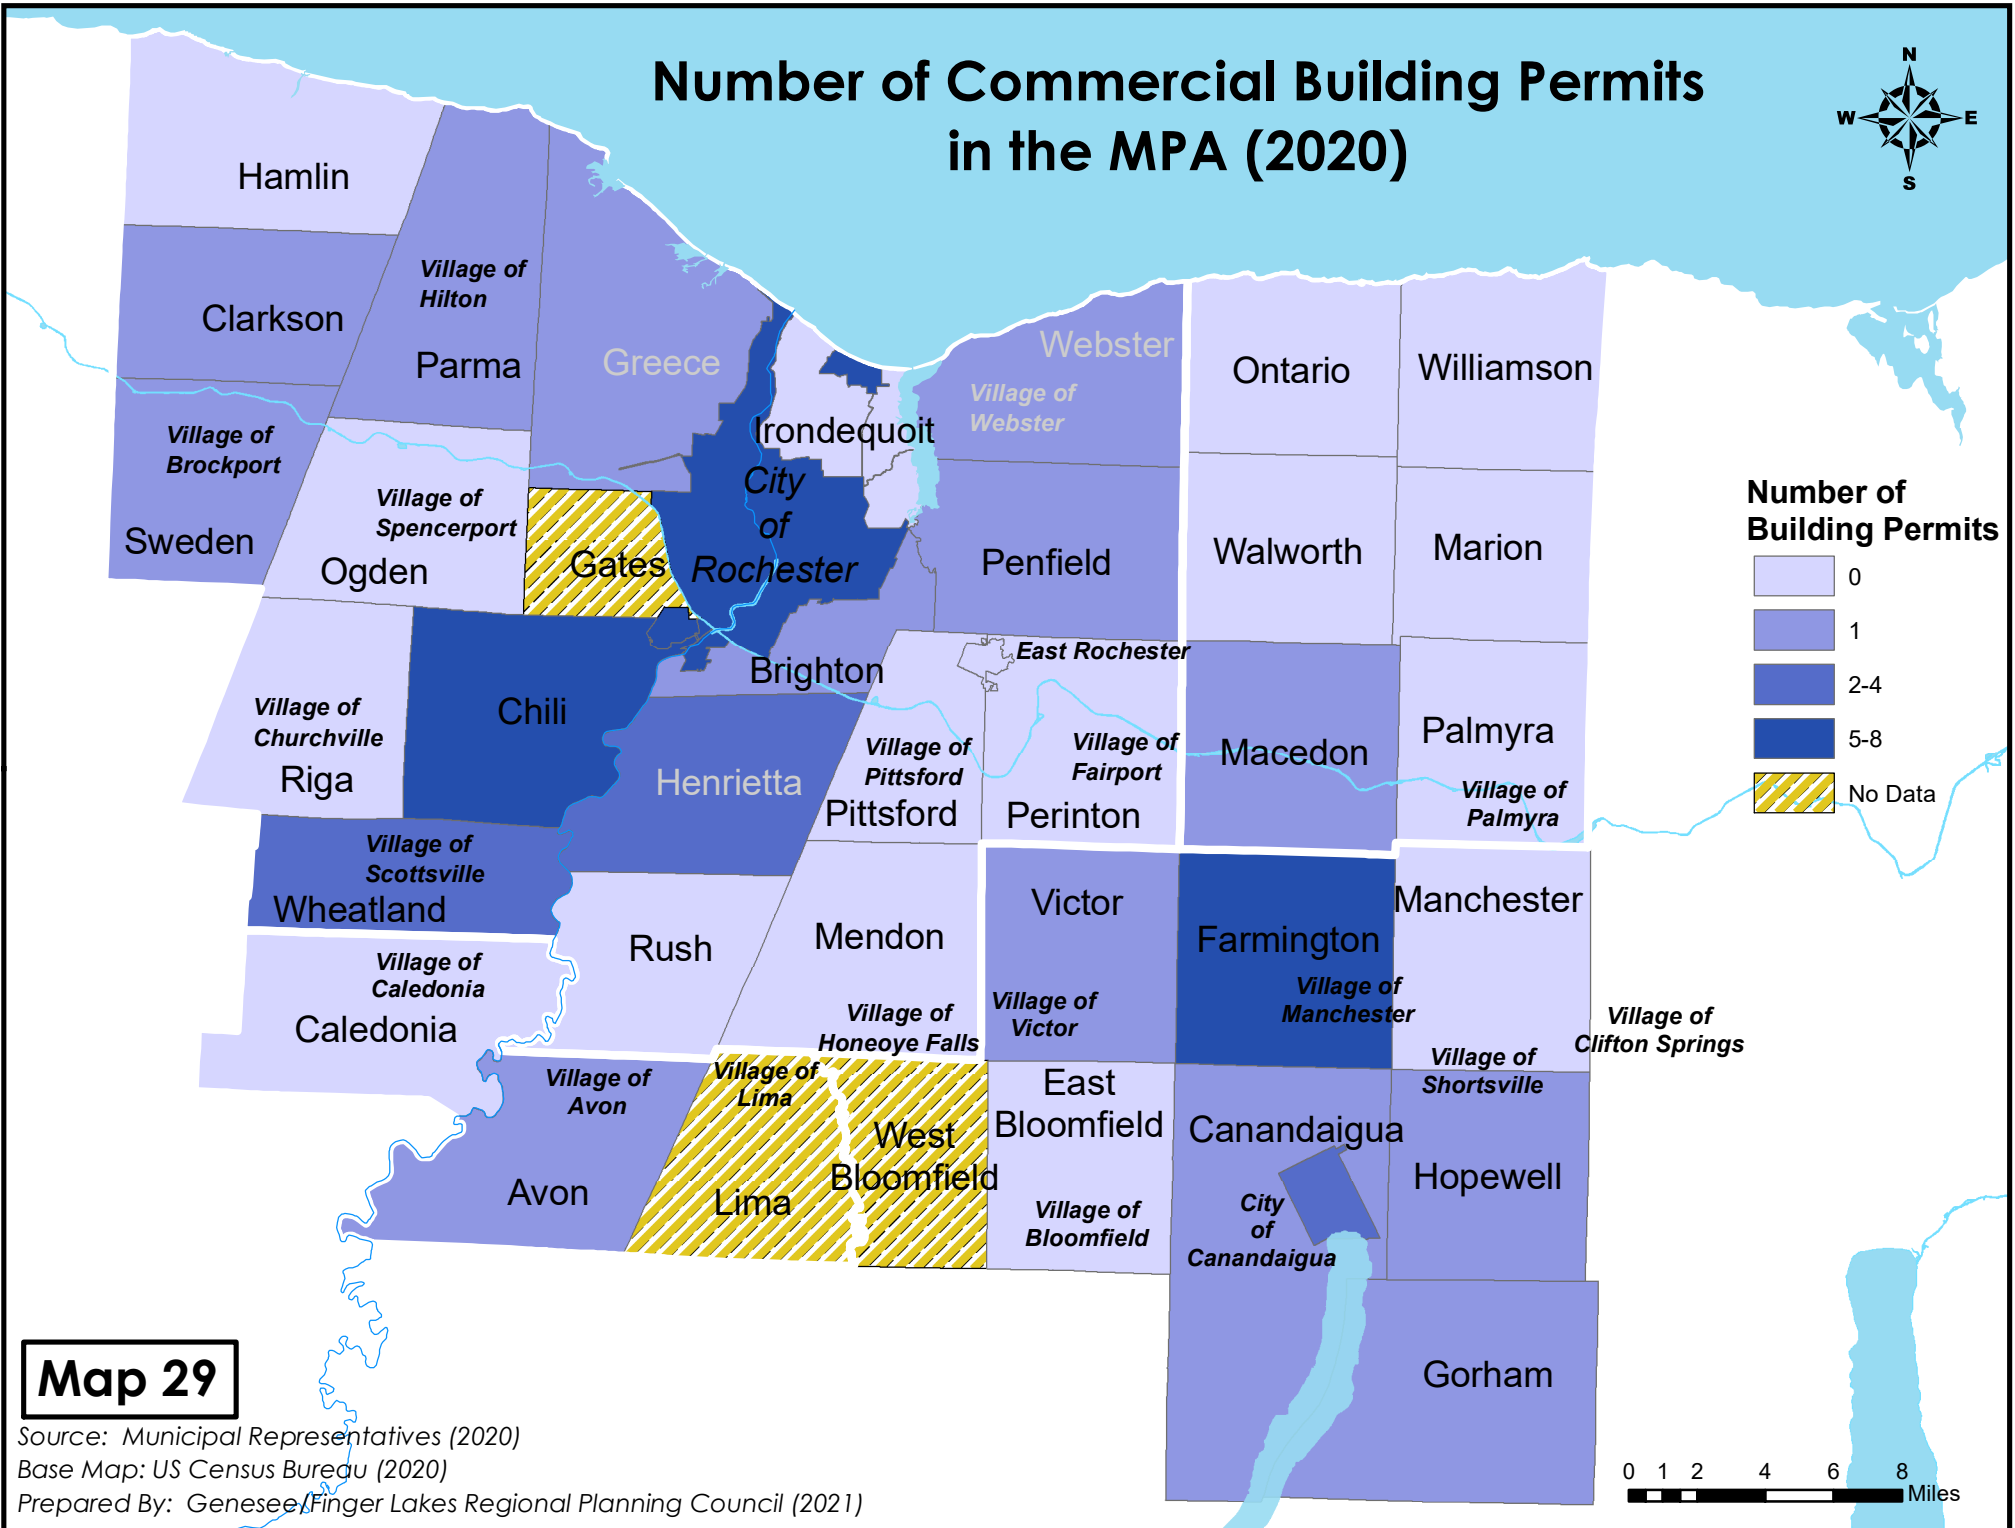 Number of Commercial Building Permits
in the MPA (2020)
N
W
E
S
Hamlin
Village of
Hilton
Clarkson
Parma
Greece
Webster
Village of
Webster
Ontario
Williamson
Irondequoit
Village of
Brockport
Sweden
Village of
Spencerport
Ogden
Gates
City
of
Rochester
Penfield
Walworth
Marion
Number of
Building Permits
0
1
2-4
5-8
No Data
Brighton
East Rochester
Village of
Churchville
Riga
Chili
Henrietta
Village of
Pittsford
Pittsford
Village of
Fairport
Perinton
Macedon
Palmyra
Village of
Palmyra
Village of
Scottsville
Wheatland
Rush
Mendon
Village of
Honeoye Falls
Victor
Village of
Victor
Farmington
Village of
Manchester
Manchester
Village of
Shortsville
Village of
Clifton Springs
Village of
Caledonia
Caledonia
Village of
Avon
Avon
Village of
Lima
Lima
West
Bloomfield
East
Bloomfield
Village of
Bloomfield
Canandaigua
City
of
Canandaigua
Hopewell
Gorham
Map 29
Source: Municipal Representatives (2020)
Base Map: US Census Bureau (2020)
Prepared By: Genesee/Finger Lakes Regional Planning Council (2021)
0 1 2 4 6 8
Miles